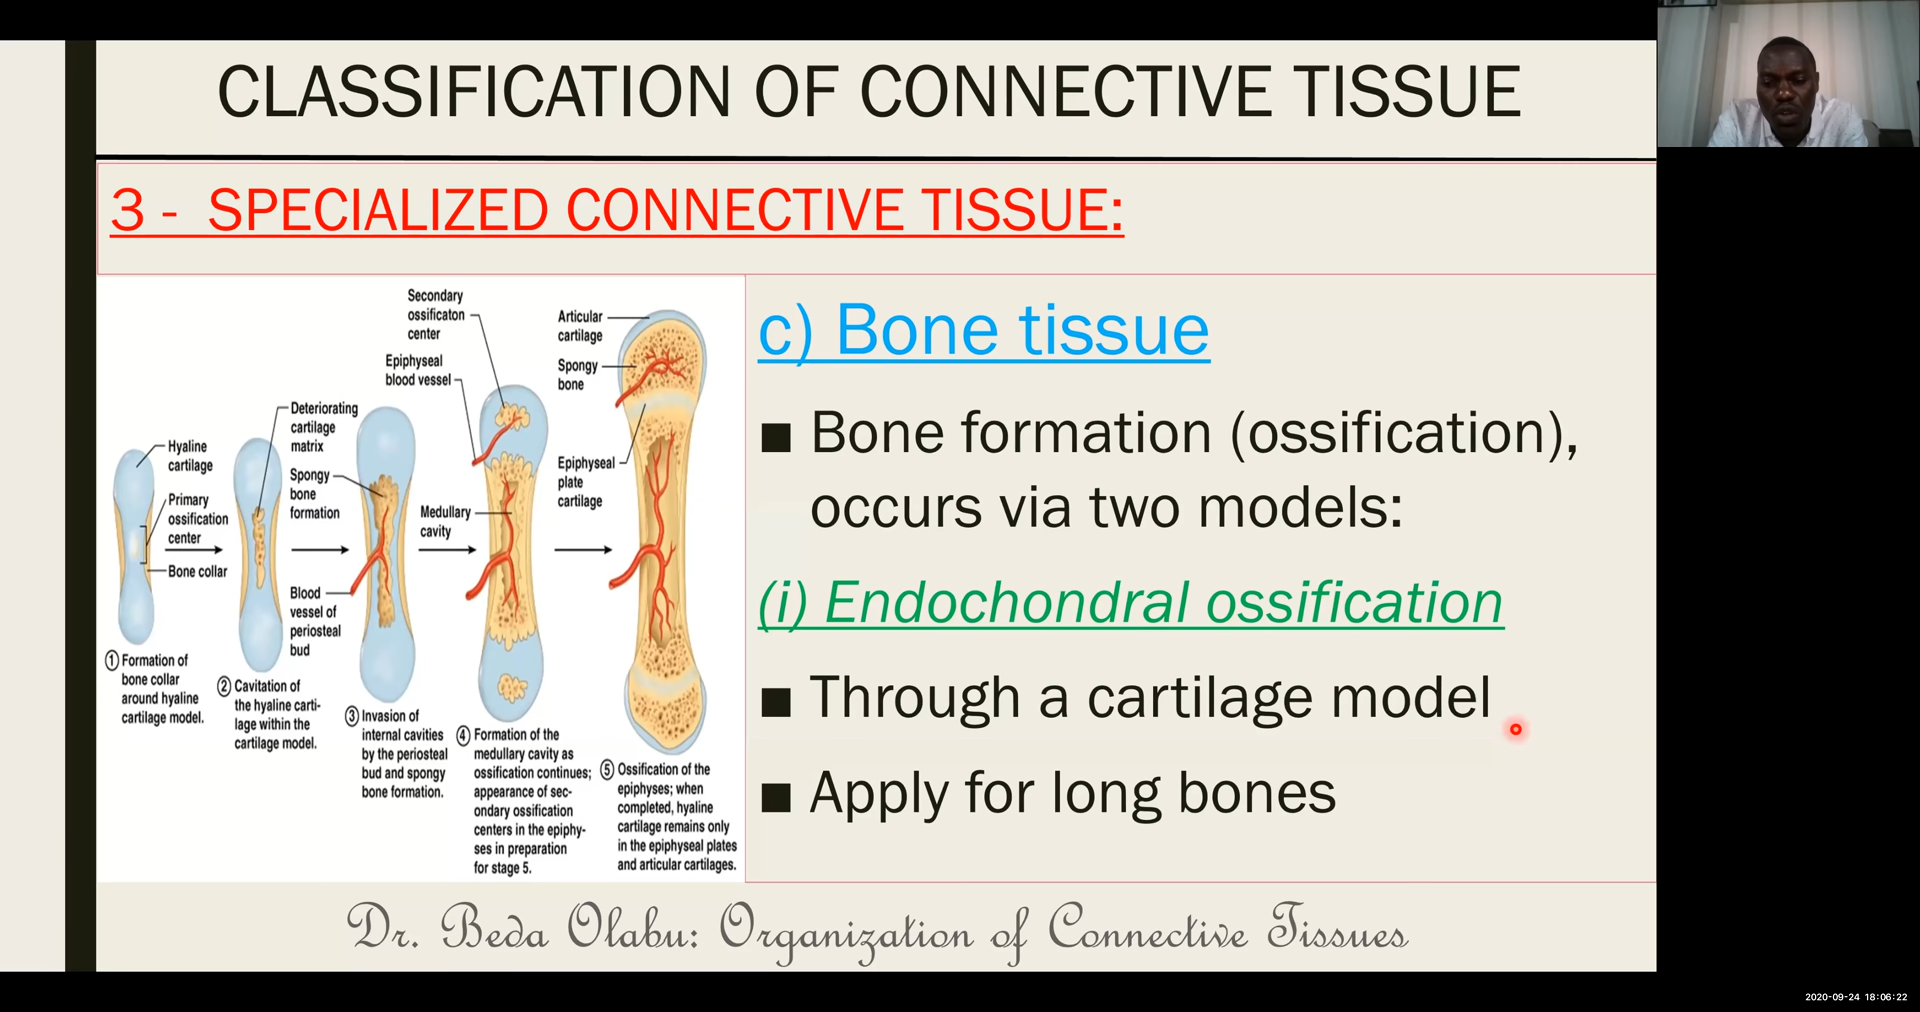 CLASSIFICATION OF CONNECTIVE TISSUE
3 - SPECIALIZED CONNECTIVE TISSUE:
Secondary
ossificaton
center
Epiphyseal
blood vessel
Articular
cartilage
Spongy
bone
Deteriorating
cartilage
matrix
Hyaline
cartilage
Spongy
bone
formation
Epiphyseal
plate
cartilage
Primary
ossification
center
Medullary
cavity
Bone collar
Blood
vessel of
periosteal
bud
① Formation of
bone collar
around hyaline
cartilage model.
② Cavitation of
the hyaline carti-
lage within the
cartilage model.
③ Invasion of
internal cavities
by the periosteal
bud and spongy
bone formation.
④ Formation of the
medullary cavity as
ossification continues;
appearance of sec-
ondary ossification
centers in the epiphy-
ses in preparation
for stage 5.
⑤ Ossification of the
epiphyses; when
completed, hyaline
cartilage remains only
in the epiphyseal plates
and articular cartilages.
c) Bone tissue
■ Bone formation (ossification),
occurs via two models:
(i) Endochondral ossification
■ Through a cartilage model
■ Apply for long bones
Dr. Beda Olabu: Organization of Connective Tissues
2020-09-24 18:06:22